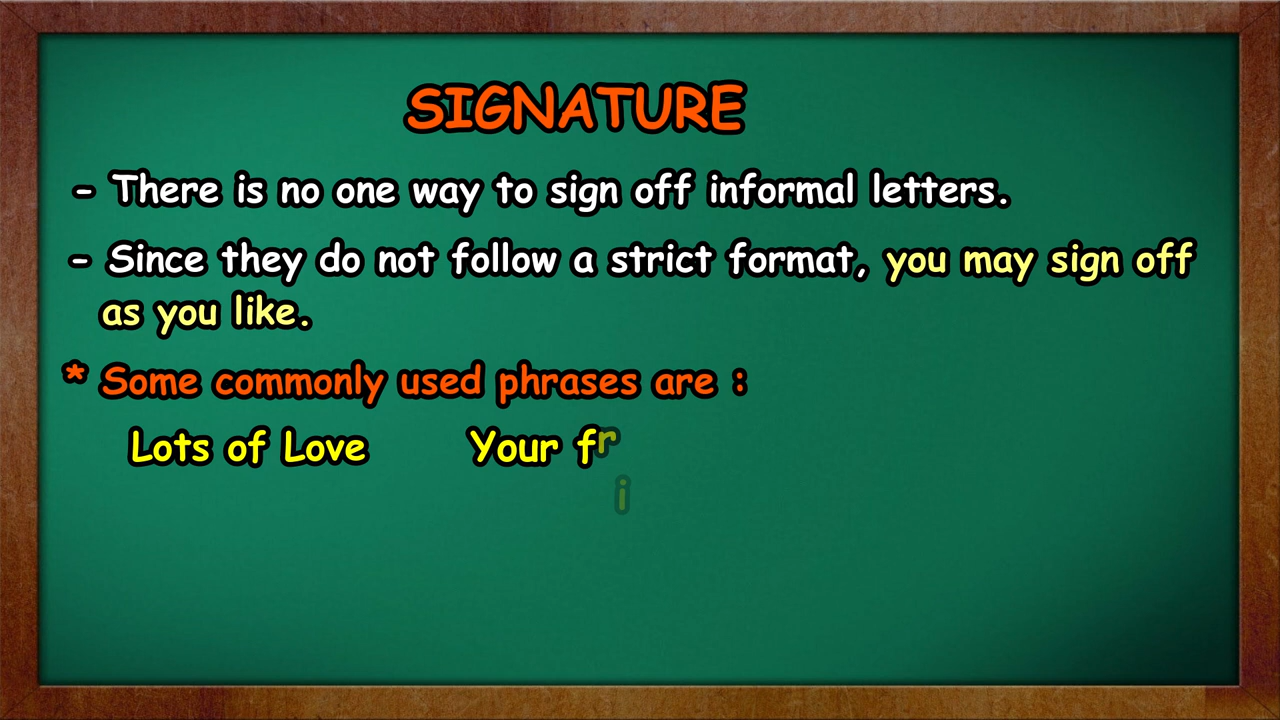 SIGNATURE
- There is no one way to sign off informal letters.
- Since they do not follow a strict format, you may sign off
as you like.
* Some commonly used phrases are :
Lots of Love Your fri